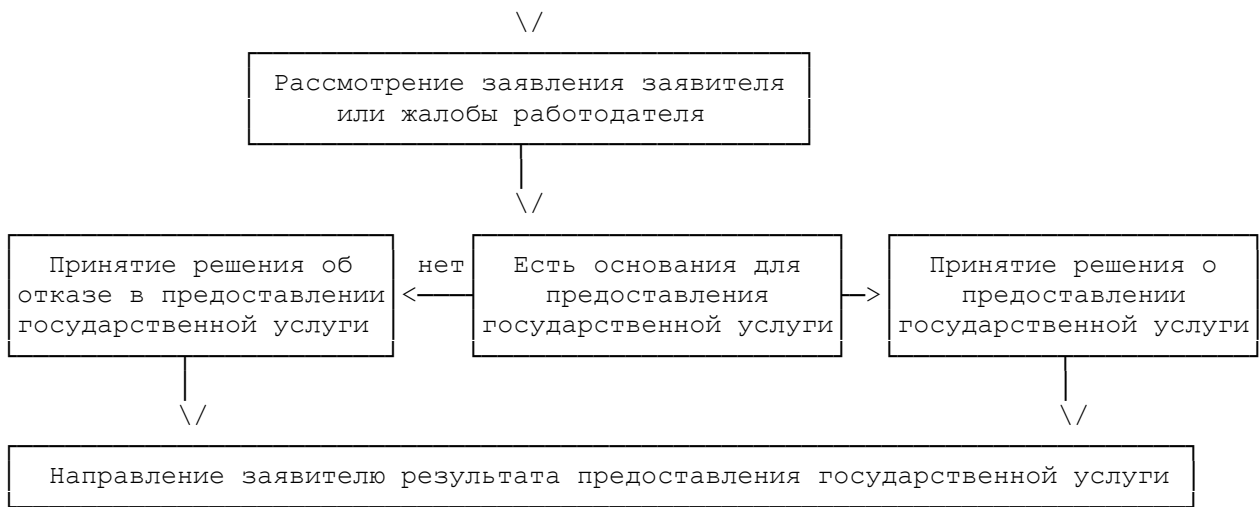 Рассмотрение заявления заявителя
или жалобы работодателя
Принятие решения об
отказе в предоставлении
государственной услуги
нет
Есть основания для
предоставления
государственной услуги
Принятие решения о
предоставлении
государственной услуги
Направление заявителю результата предоставления государственной услуги